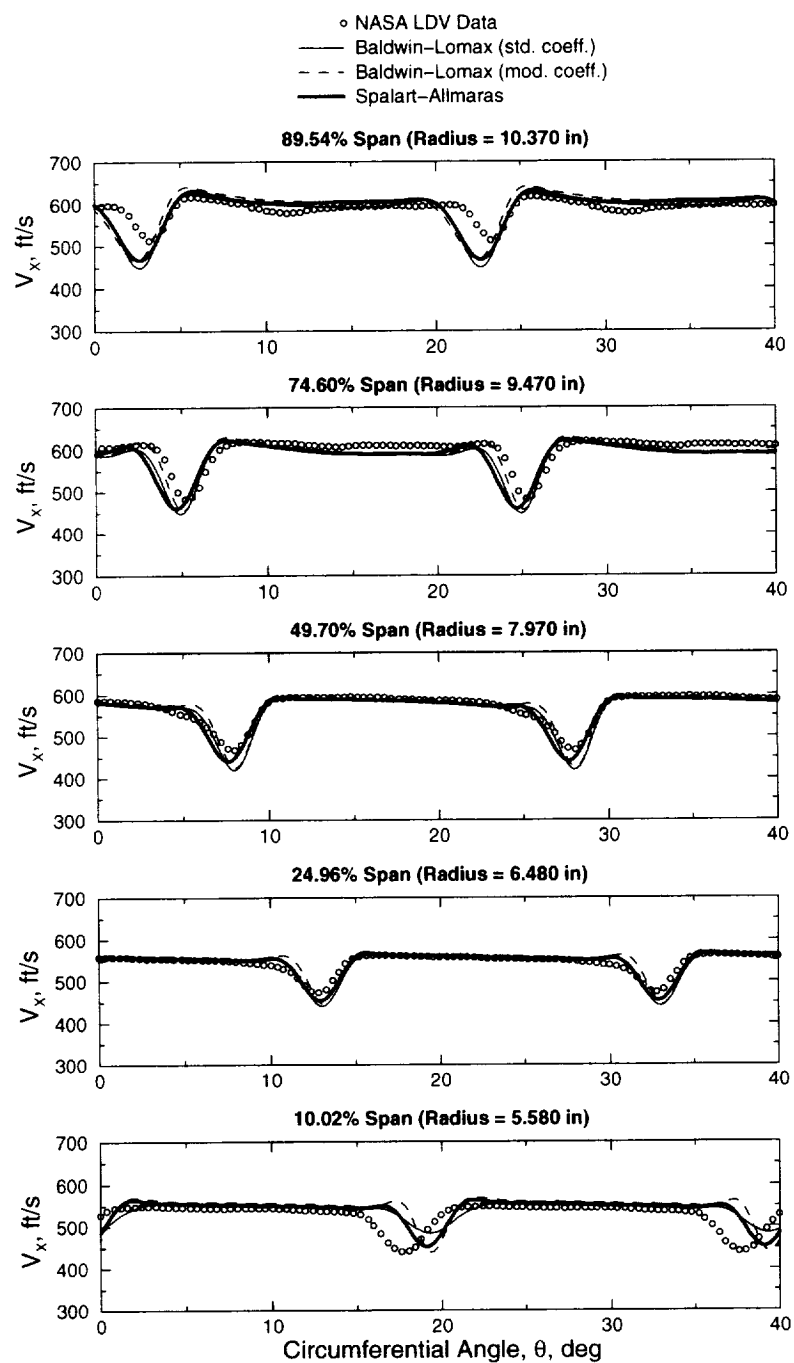 NASA LDV Data
Baldwin-Lomax (std. coeff.)
Baldwin-Lomax (mod. coeff.)
Spalart-Allmaras
89.54% Span (Radius = 10.370 in)
700
600
500
400
300
Vx, ft/s
0 10 20 30 40
74.60% Span (Radius = 9.470 in)
700
600
500
400
300
Vx, ft/s
0 10 20 30 40
49.70% Span (Radius = 7.970 in)
700
600
500
400
300
Vx, ft/s
0 10 20 30 40
24.96% Span (Radius = 6.480 in)
700
600
500
400
300
Vx, ft/s
0 10 20 30 40
10.02% Span (Radius = 5.580 in)
700
600
500
400
300
Vx, ft/s
0 10 20 30 40
Circumferential Angle, θ, deg